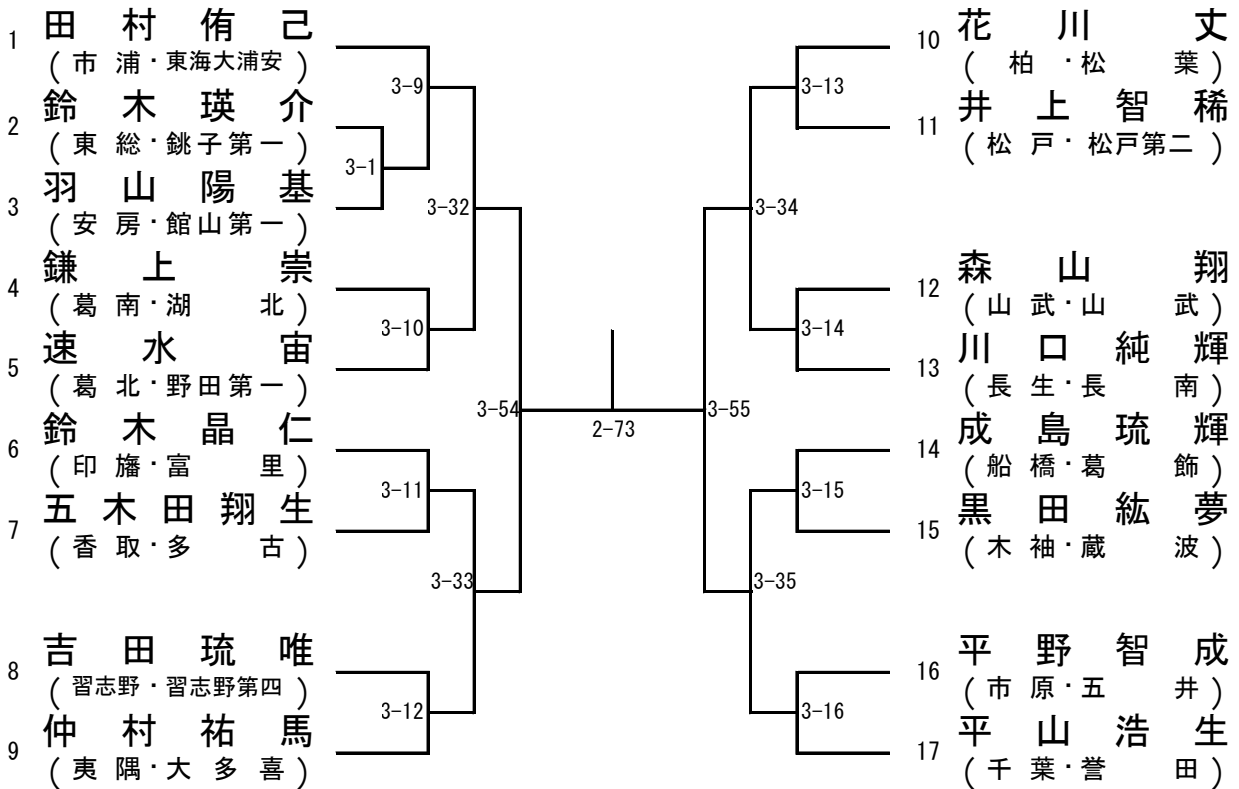 1 田村侑己
(市浦・東海大浦安)
2 鈴木瑛介
(東総・銚子第一)
3 羽山陽基
(安房・館山第一)
4 鎌上崇
(葛南・湖北)
5 速水宙
(葛北・野田第一)
6 鈴木晶仁
(印旛・富里)
7 五木田翔生
(香取・多古)
8 吉田琉唯
(習志野・習志野第四)
9 仲村祐馬
(夷隅・大多喜)
3-9
3-1
3-32
3-10
3-54
3-11
3-33
3-12
2-73
3-13
3-34
3-14
3-55
3-15
3-35
3-16
10 花川丈
(柏・松葉)
11 井上智稀
(松戸・松戸第二)
12 森山翔
(山武・山武)
13 川口純輝
(長生・長南)
14 成島琉輝
(船橋・葛飾)
15 黒田紘夢
(木袖・蔵波)
16 平野智成
(市原・五井)
17 平山浩生
(千葉・誉田)